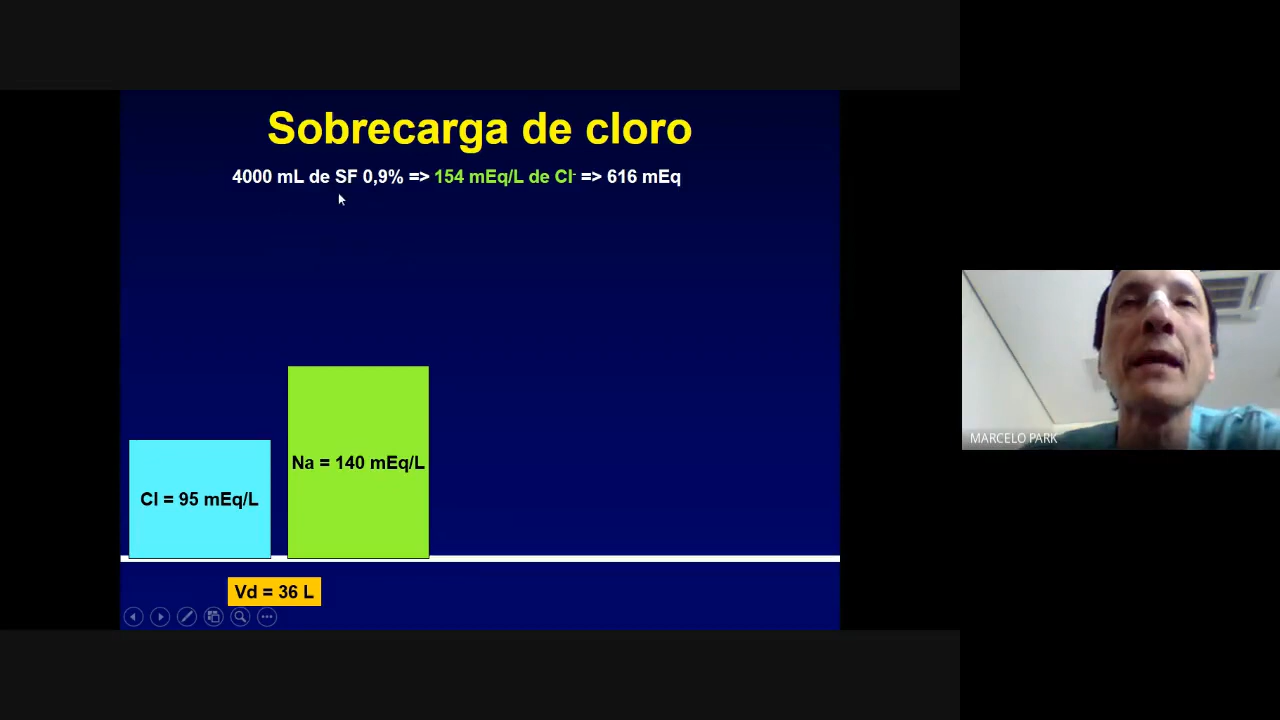 Sobrecarga de cloro
4000 mL de SF 0,9% => 154 mEq/L de Cl- => 616 mEq
Na = 140 mEq/L
Cl = 95 mEq/L
Vd = 36 L
MARCELO PARK